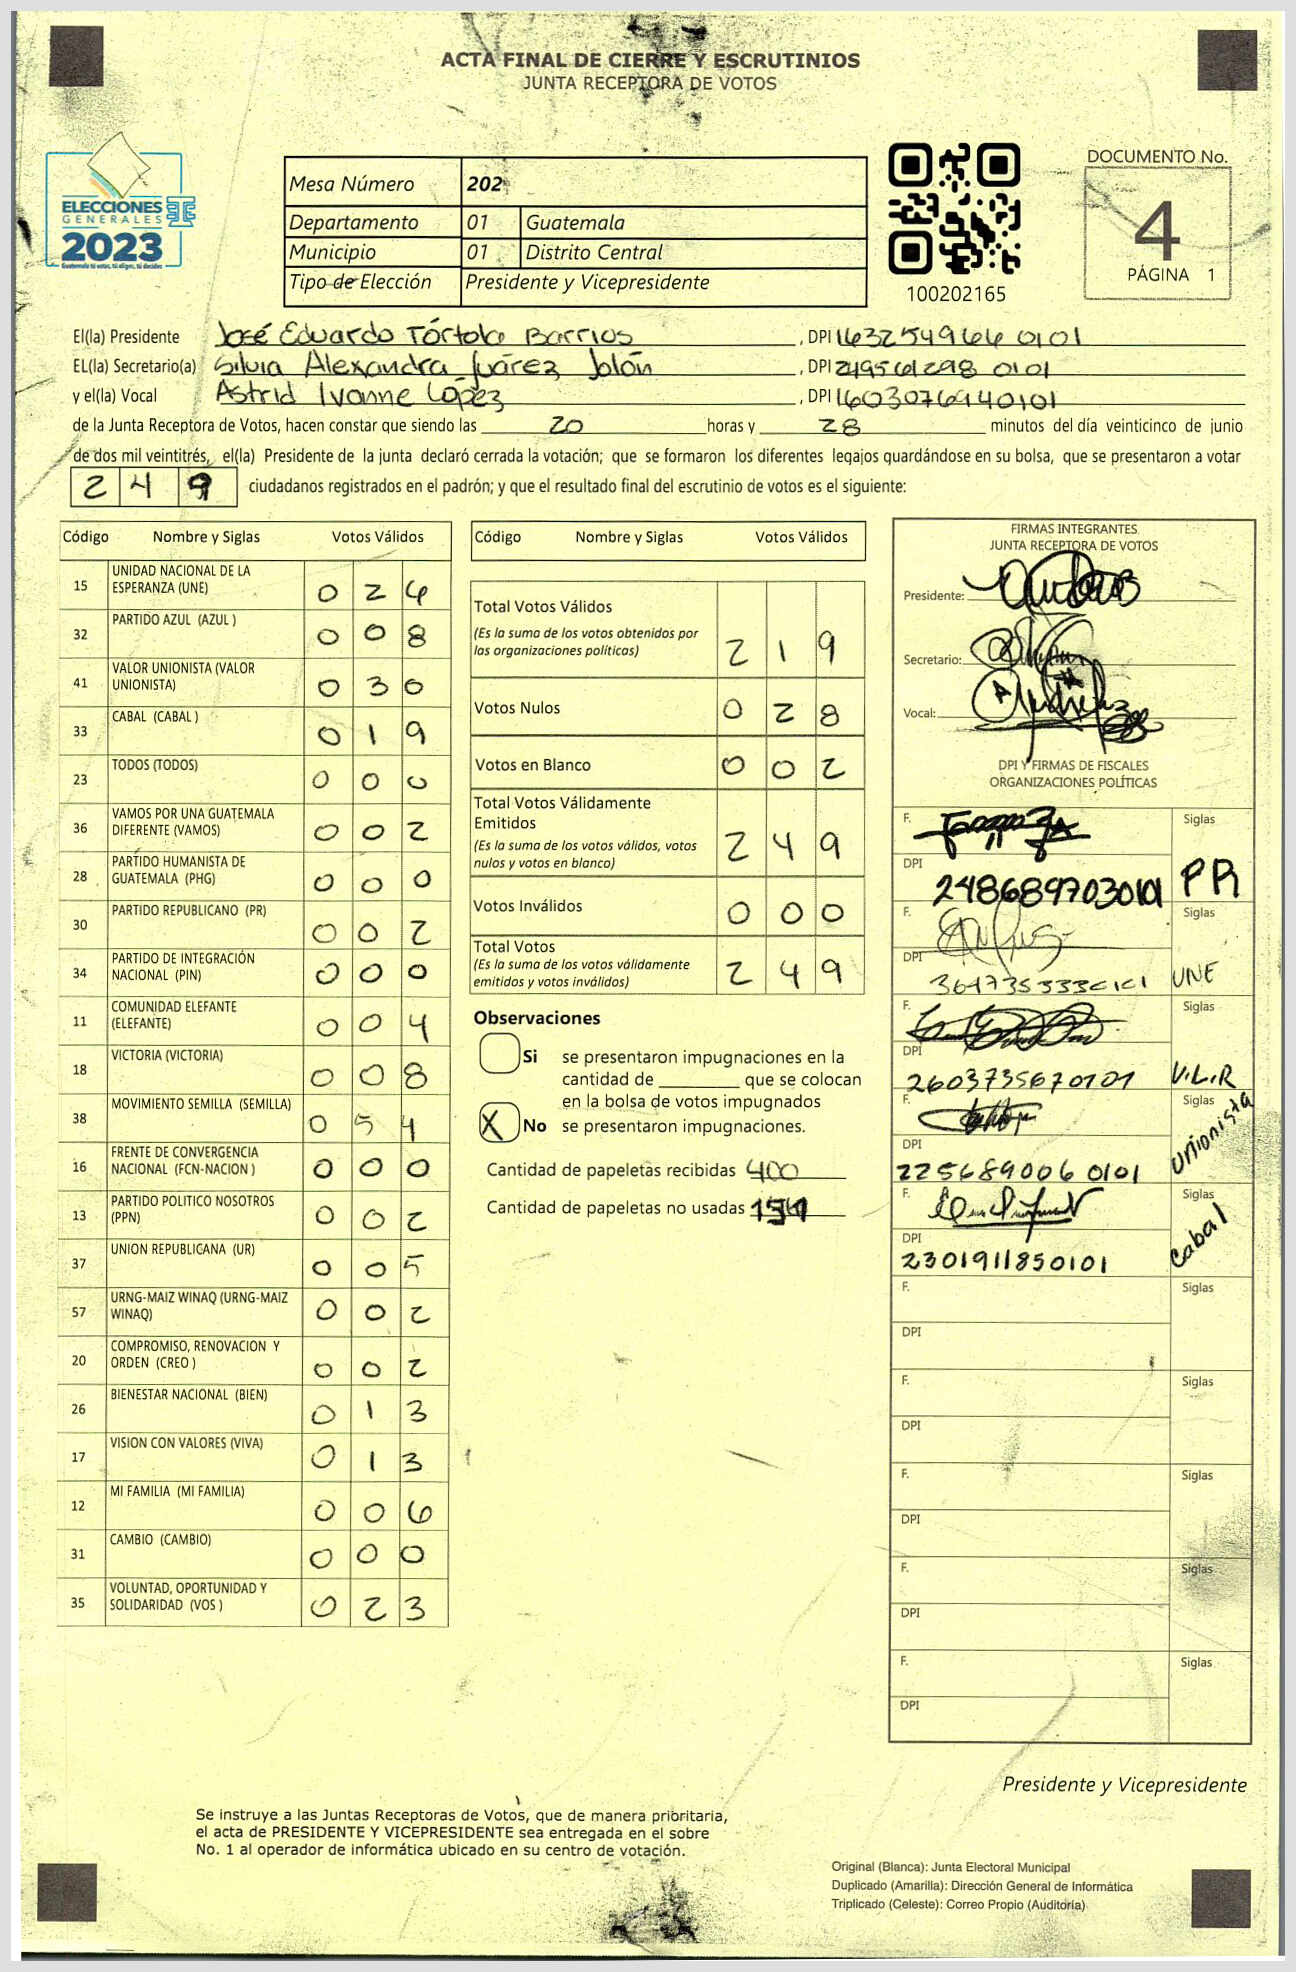 ACTA FINAL DE CIERRE Y ESCRUTINIOS
JUNTA RECEPTORA DE VOTOS
ELECCIONES
GENERALES
2023
Guatemala tú votas, tú eliges, tú decides
Mesa Número 202
Departamento 01 Guatemala
Municipio 01 Distrito Central
Tipo de Elección Presidente y Vicepresidente
100202165
DOCUMENTO No.
4
PÁGINA 1
El(la) Presidente José Eduardo Tórtola Barrios , DPI 1632549664 0101
EL(la) Secretario(a) Silvia Alexandra Juárez Jolón , DPI 249561298 0101
y el(la) Vocal Astrid Ivonne López , DPI 1603076940101
de la Junta Receptora de Votos, hacen constar que siendo las 20 horas y 28 minutos del día veinticinco de junio
de dos mil veintitrés, el(la) Presidente de la junta declaró cerrada la votación; que se formaron los diferentes legajos guardándose en su bolsa, que se presentaron a votar
2 4 9 ciudadanos registrados en el padrón; y que el resultado final del escrutinio de votos es el siguiente:
Código Nombre y Siglas Votos Válidos
15 UNIDAD NACIONAL DE LA ESPERANZA (UNE) 0 2 6
32 PARTIDO AZUL (AZUL ) 0 0 8
41 VALOR UNIONISTA (VALOR UNIONISTA) 0 3 0
33 CABAL (CABAL ) 0 1 9
23 TODOS (TODOS) 0 0 0
36 VAMOS POR UNA GUATEMALA DIFERENTE (VAMOS) 0 0 2
28 PARTIDO HUMANISTA DE GUATEMALA (PHG) 0 0 0
30 PARTIDO REPUBLICANO (PR) 0 0 2
34 PARTIDO DE INTEGRACIÓN NACIONAL (PIN) 0 0 0
11 COMUNIDAD ELEFANTE (ELEFANTE) 0 0 4
18 VICTORIA (VICTORIA) 0 0 8
38 MOVIMIENTO SEMILLA (SEMILLA) 0 5 4
16 FRENTE DE CONVERGENCIA NACIONAL (FCN-NACION ) 0 0 0
13 PARTIDO POLITICO NOSOTROS (PPN) 0 0 2
37 UNION REPUBLICANA (UR) 0 0 5
57 URNG-MAIZ WINAQ (URNG-MAIZ WINAQ) 0 0 2
20 COMPROMISO, RENOVACION Y ORDEN (CREO ) 0 0 2
26 BIENESTAR NACIONAL (BIEN) 0 1 3
17 VISION CON VALORES (VIVA) 0 1 3
12 MI FAMILIA (MI FAMILIA) 0 0 6
31 CAMBIO (CAMBIO) 0 0 0
35 VOLUNTAD, OPORTUNIDAD Y SOLIDARIDAD (VOS ) 0 2 3
Código Nombre y Siglas Votos Válidos
Total Votos Válidos
(Es la suma de los votos obtenidos por
las organizaciones políticas) 2 1 9
Votos Nulos 0 2 8
Votos en Blanco 0 0 2
Total Votos Válidamente
Emitidos
(Es la suma de los votos válidos, votos
nulos y votos en blanco) 2 4 9
Votos Inválidos 0 0 0
Total Votos
(Es la suma de los votos válidamente
emitidos y votos inválidos) 2 4 9
Observaciones
Si se presentaron impugnaciones en la
cantidad de ________ que se colocan
en la bolsa de votos impugnados
X No se presentaron impugnaciones.
Cantidad de papeletas recibidas 400
Cantidad de papeletas no usadas
FIRMAS INTEGRANTES
JUNTA RECEPTORA DE VOTOS
Presidente:
Secretario:
Vocal:
DPI Y FIRMAS DE FISCALES
ORGANIZACIONES POLÍTICAS
F. Siglas
DPI 2486897030101 PR
F. Siglas
DPI UNE
F. Siglas
DPI 2603735670101 V.L.R
F. Siglas
DPI 225689006 0101 Unionista
F. Siglas
DPI 2301911850101 Cabal
F. Siglas
DPI
F. Siglas
DPI
F. Siglas
DPI
F. Siglas
DPI
F. Siglas
DPI
Presidente y Vicepresidente
Se instruye a las Juntas Receptoras de Votos, que de manera prioritaria,
el acta de PRESIDENTE Y VICEPRESIDENTE sea entregada en el sobre
No. 1 al operador de informática ubicado en su centro de votación.
Original (Blanca): Junta Electoral Municipal
Duplicado (Amarilla): Dirección General de Informática
Triplicado (Celeste): Correo Propio (Auditoría)